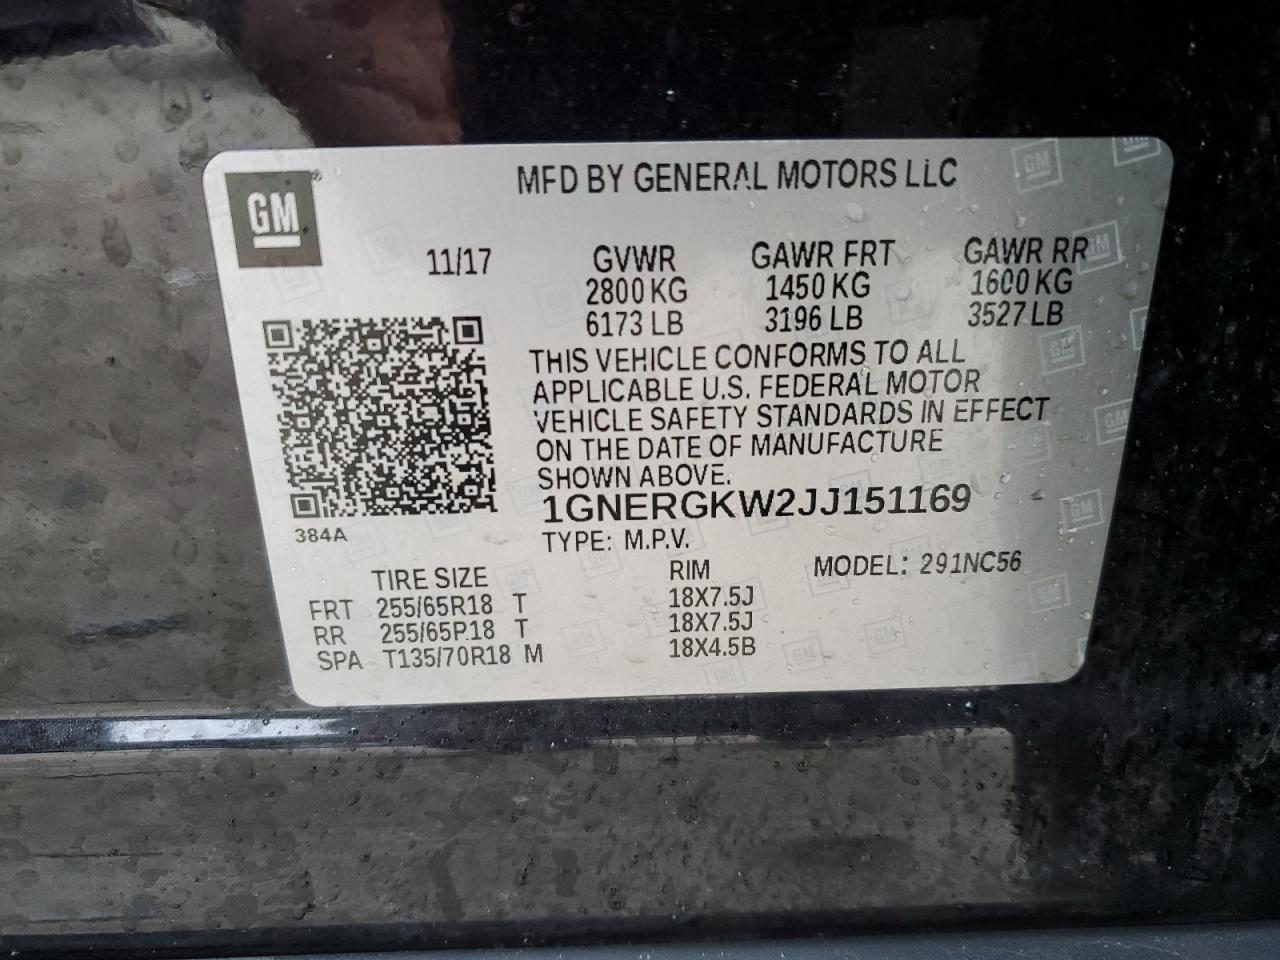 MFD BY GENERAL MOTORS LLC
GM
11/17 GVWR GAWR FRT GAWR RR
2800 KG 1450 KG 1600 KG
6173 LB 3196 LB 3527 LB
THIS VEHICLE CONFORMS TO ALL
APPLICABLE U.S. FEDERAL MOTOR
VEHICLE SAFETY STANDARDS IN EFFECT
ON THE DATE OF MANUFACTURE
SHOWN ABOVE.
1GNERGKW2JJ151169
384A
TYPE: M.P.V.
TIRE SIZE RIM MODEL: 291NC56
FRT 255/65R18 T 18X7.5J
RR 255/65R18 T 18X7.5J
SPA T135/70R18 M 18X4.5B